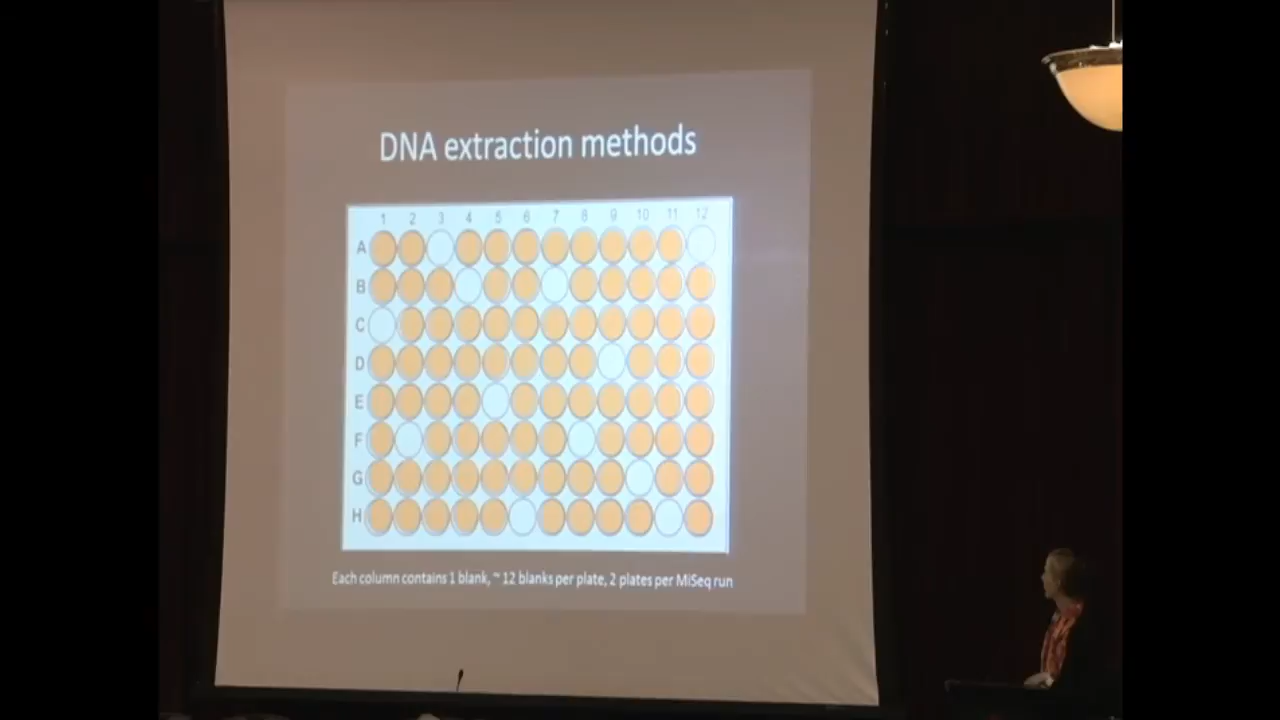 DNA extraction methods
1 2 3 4 5 6 7 8 9 10 11 12
A
B
C
D
E
F
G
H
Each column contains 1 blank, ~ 12 blanks per plate, 2 plates per MiSeq run